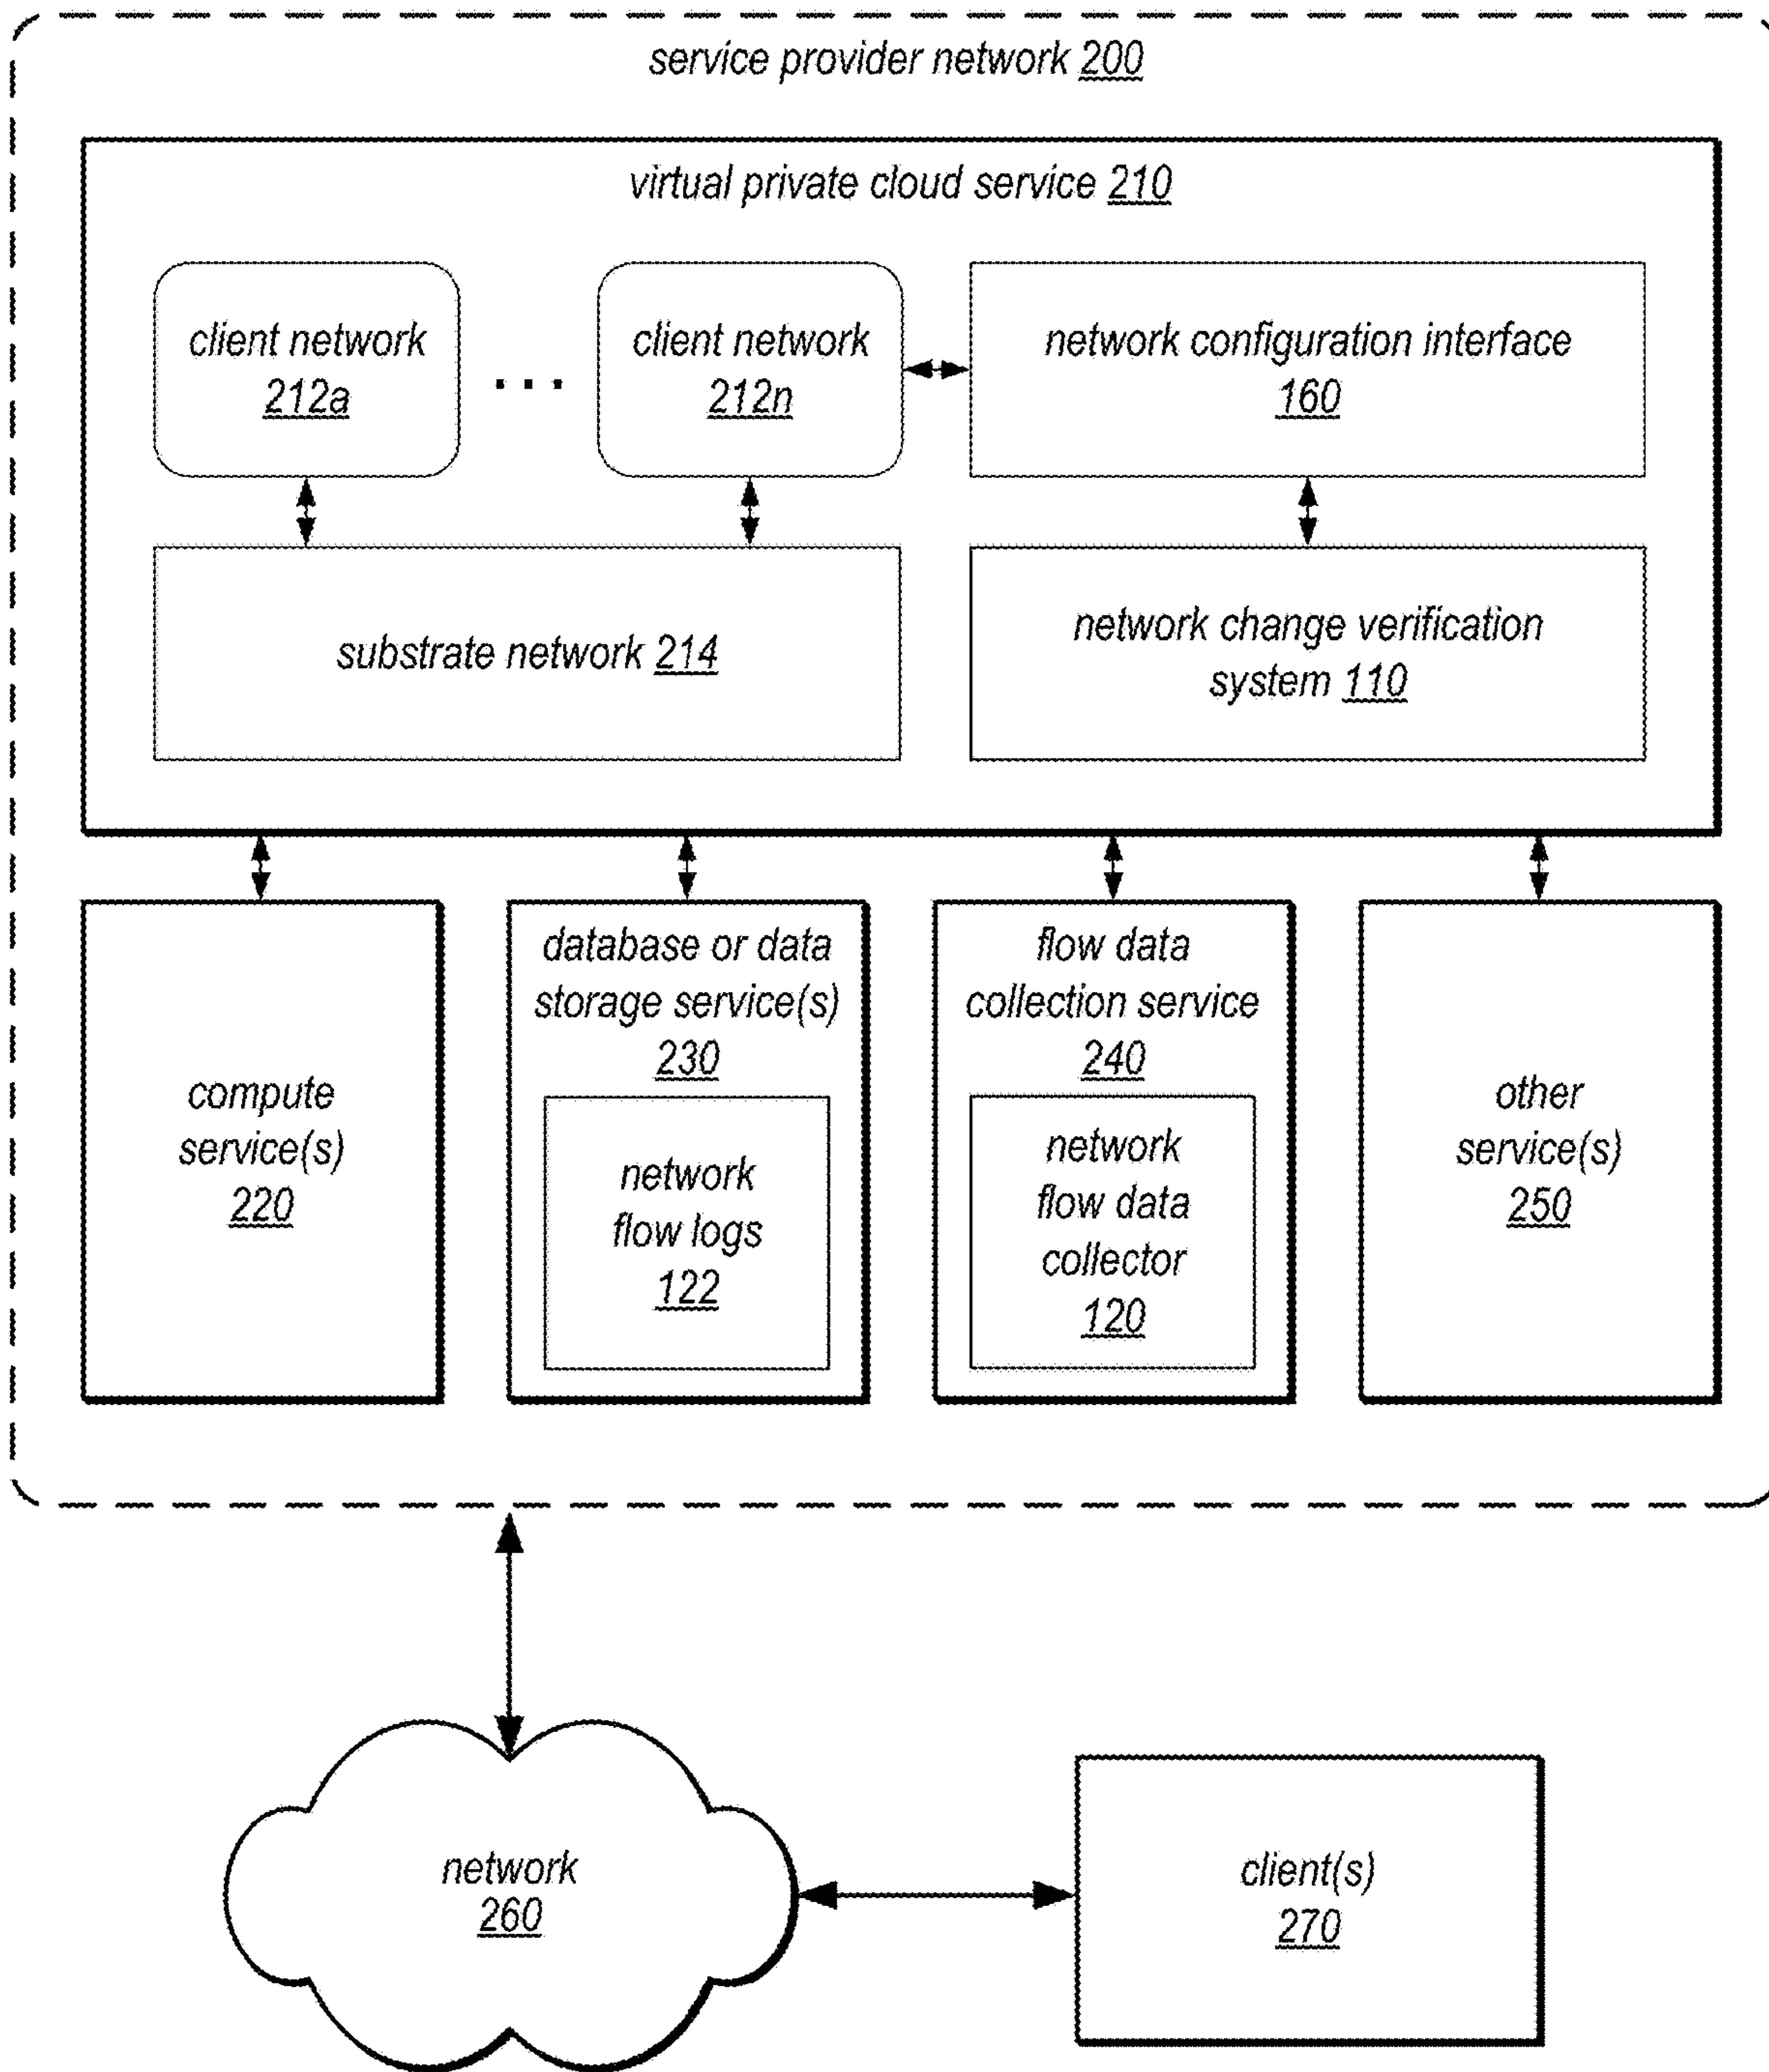 service provider network 200
virtual private cloud service 210
client network
212a
. . .
client network
212n
network configuration interface
160
substrate network 214
network change verification
system 110
compute
service(s)
220
database or data
storage service(s)
230
network
flow logs
122
flow data
collection service
240
network
flow data
collector
120
other
service(s)
250
network
260
client(s)
270